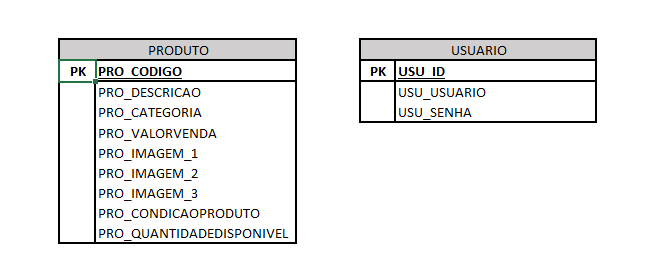 PRODUTO
PK PRO_CODIGO
PRO_DESCRICAO
PRO_CATEGORIA
PRO_VALORVENDA
PRO_IMAGEM_1
PRO_IMAGEM_2
PRO_IMAGEM_3
PRO_CONDICAOPRODUTO
PRO_QUANTIDADEDISPONIVEL
USUARIO
PK USU_ID
USU_USUARIO
USU_SENHA